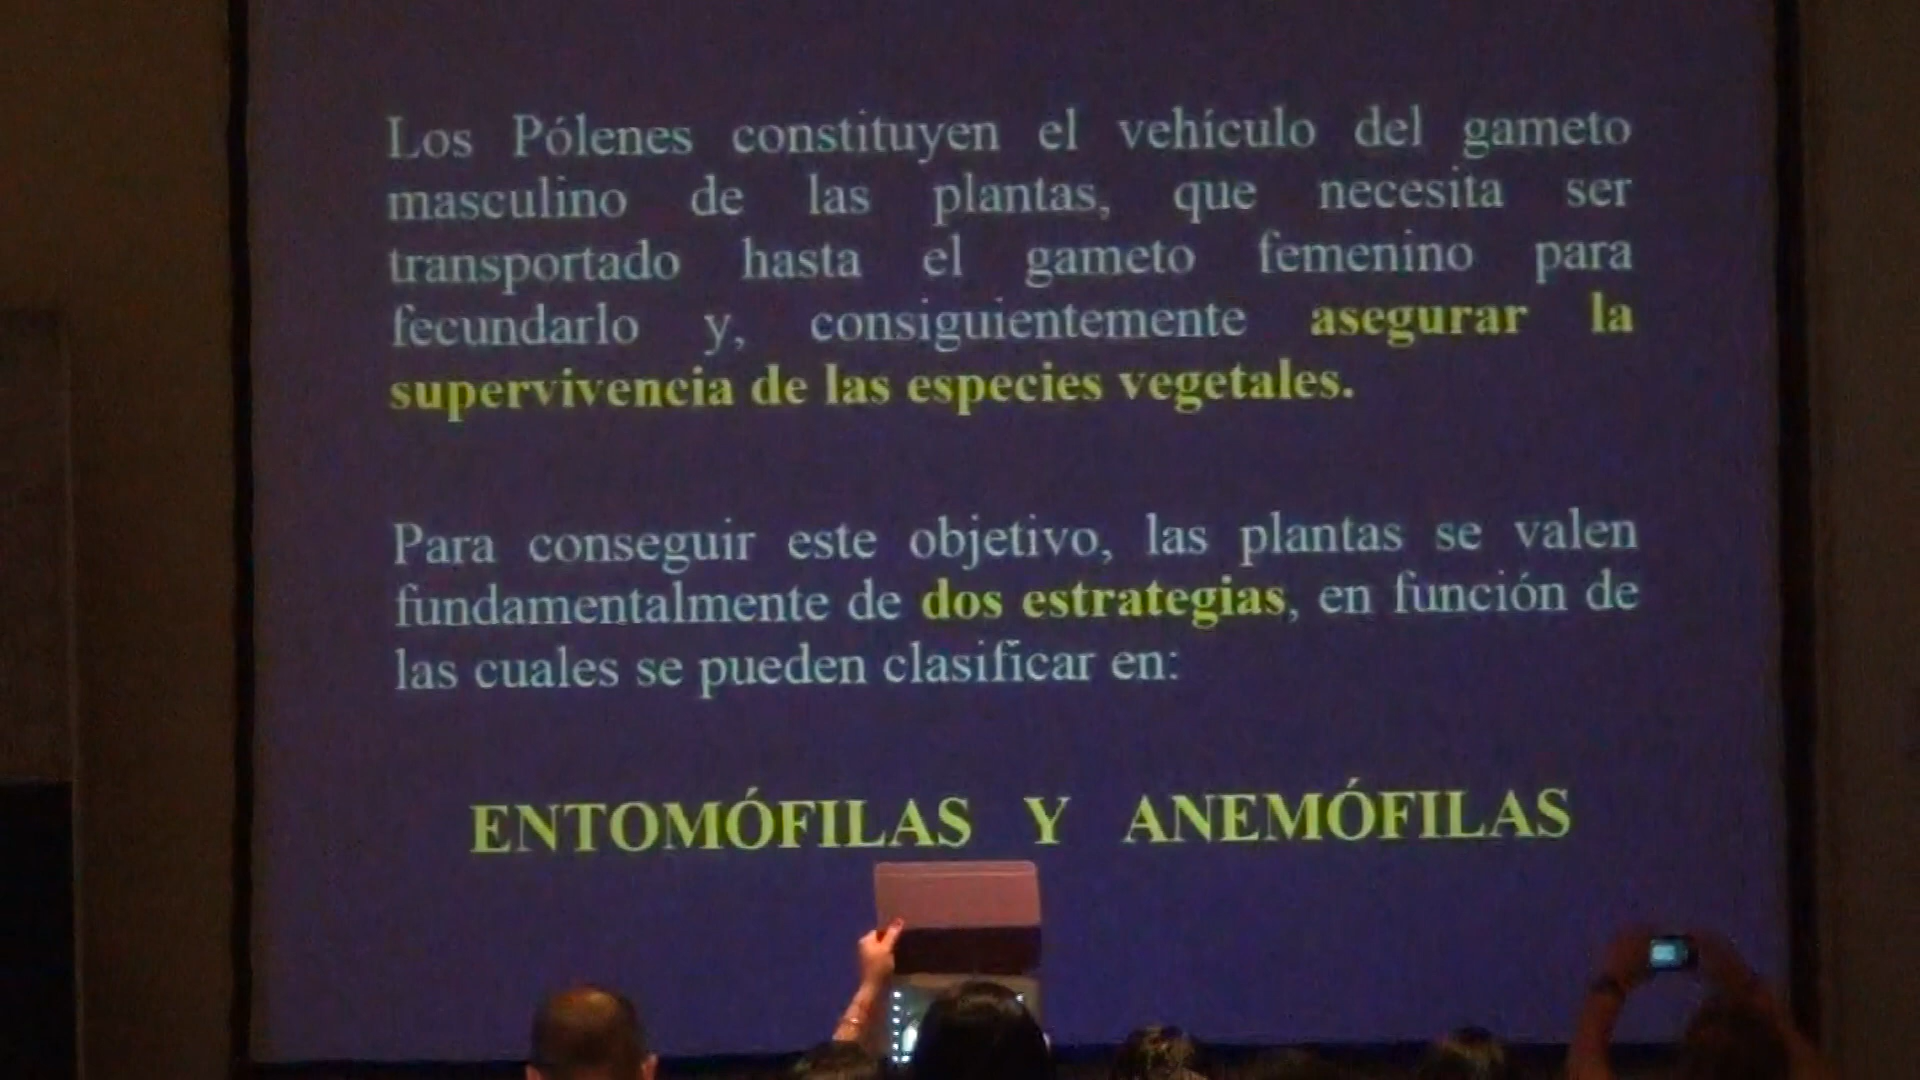 Los Pólenes constituyen el vehículo del gameto
masculino de las plantas, que necesita ser
transportado hasta el gameto femenino para
fecundarlo y, consiguientemente asegurar la
supervivencia de las especies vegetales.
Para conseguir este objetivo, las plantas se valen
fundamentalmente de dos estrategias, en función de
las cuales se pueden clasificar en:
ENTOMÓFILAS Y ANEMÓFILAS